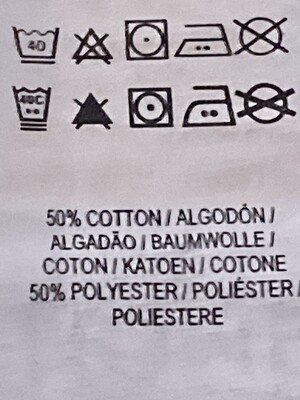 40
40C
50% COTTON / ALGODÓN /
ALGADÃO / BAUMWOLLE /
COTON / KATOEN / COTONE
50% POLYESTER / POLIÉSTER /
POLIESTERE